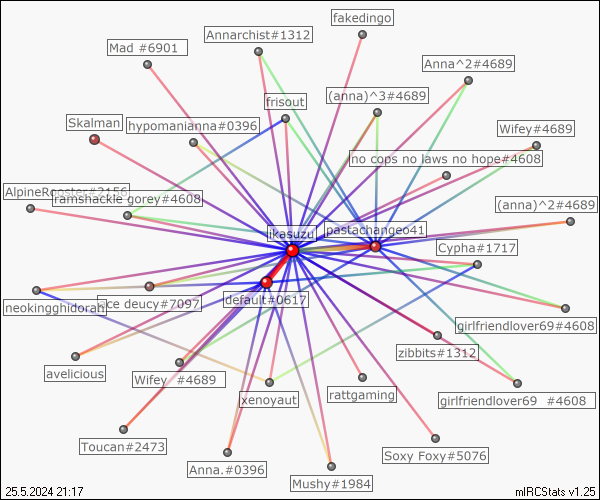 fakedingo
Annarchist#1312
Mad #6901
Anna^2#4689
(anna)^3#4689
frisout
Skalman
hypomanianna#0396
Wifey#4689
no cops no laws no hope#4608
AlpineRooster#2156
ramshackle gorey#4608
(anna)^2#4689
ikasuzu
pastachangeo41
Cypha#1717
neokingghidorah
deucy#7097
default#0617
girlfriendlover69#4608
zibbits#1312
avelicious
Wifey #4689
xenoyaut
rattgaming
girlfriendlover69 #4608
Toucan#2473
Anna.#0396
Soxy Foxy#5076
Mushy#1984
25.5.2024 21:17
mIRCStats v1.25